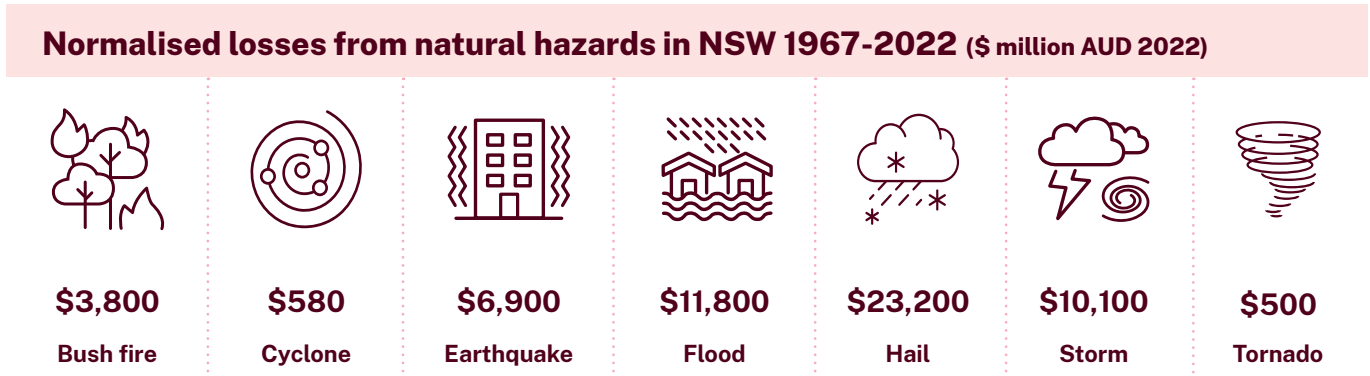 Normalised losses from natural hazards in NSW 1967-2022 ($ million AUD 2022)
$3,800
Bush fire
$580
Cyclone
$6,900
Earthquake
$11,800
Flood
$23,200
Hail
$10,100
Storm
$500
Tornado